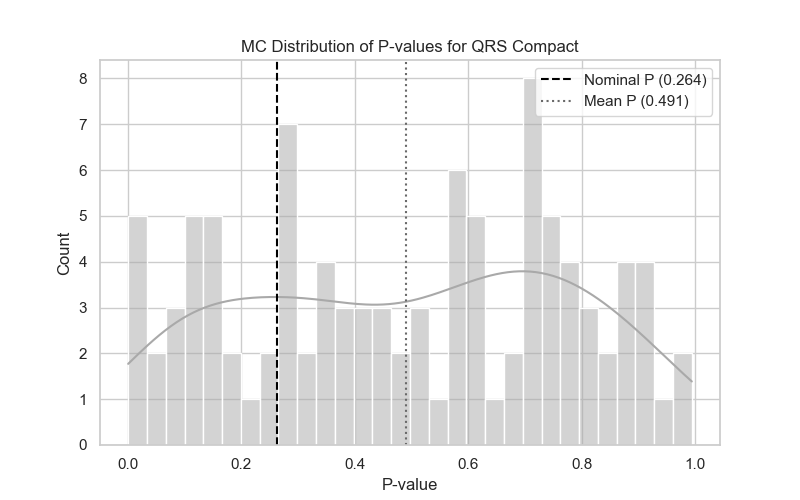 MC Distribution of P-values for QRS Compact
Nominal P (0.264)
Mean P (0.491)
8
7
6
5
4
3
2
1
0
Count
0.0 0.2 0.4 0.6 0.8 1.0
P-value